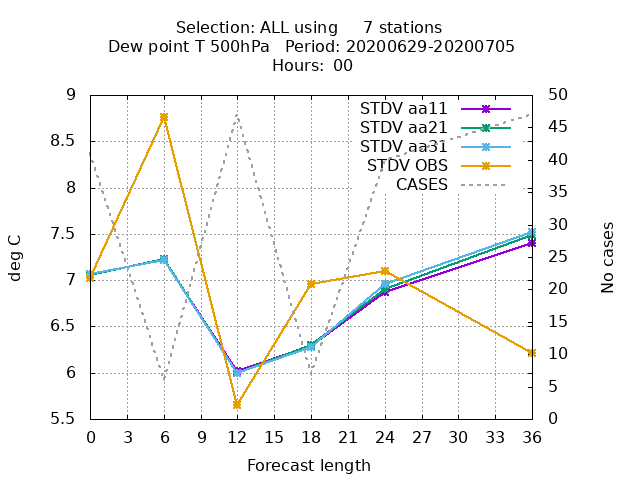 Selection: ALL using 7 stations
Dew point T 500hPa Period: 20200629-20200705
Hours: 00
STDV aa11
STDV aa21
STDV aa31
STDV OBS
CASES
deg C
9
8.5
8
7.5
7
6.5
6
5.5
No cases
50
45
40
35
30
25
20
15
10
5
0
0 3 6 9 12 15 18 21 24 27 30 33 36
Forecast length